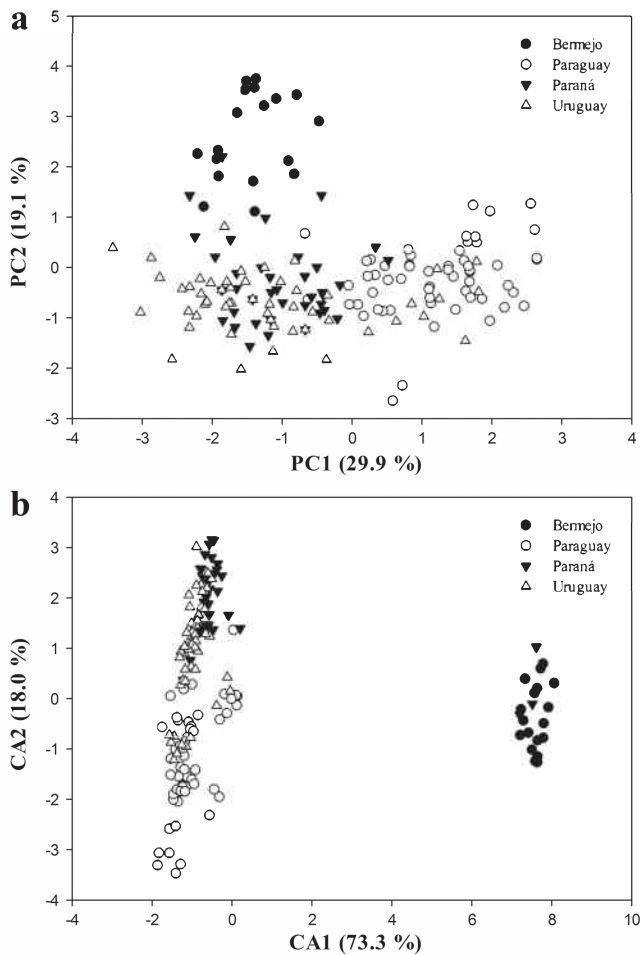 a
5
4
3
2
1
0
-1
-2
-3
PC2 (19.1 %)
Bermejo
Paraguay
Paraná
Uruguay
-4 -3 -2 -1 0 1 2 3 4
PC1 (29.9 %)
b
4
3
2
1
0
-1
-2
-3
-4
CA2 (18.0 %)
Bermejo
Paraguay
Paraná
Uruguay
-4 -2 0 2 4 6 8 10
CA1 (73.3 %)